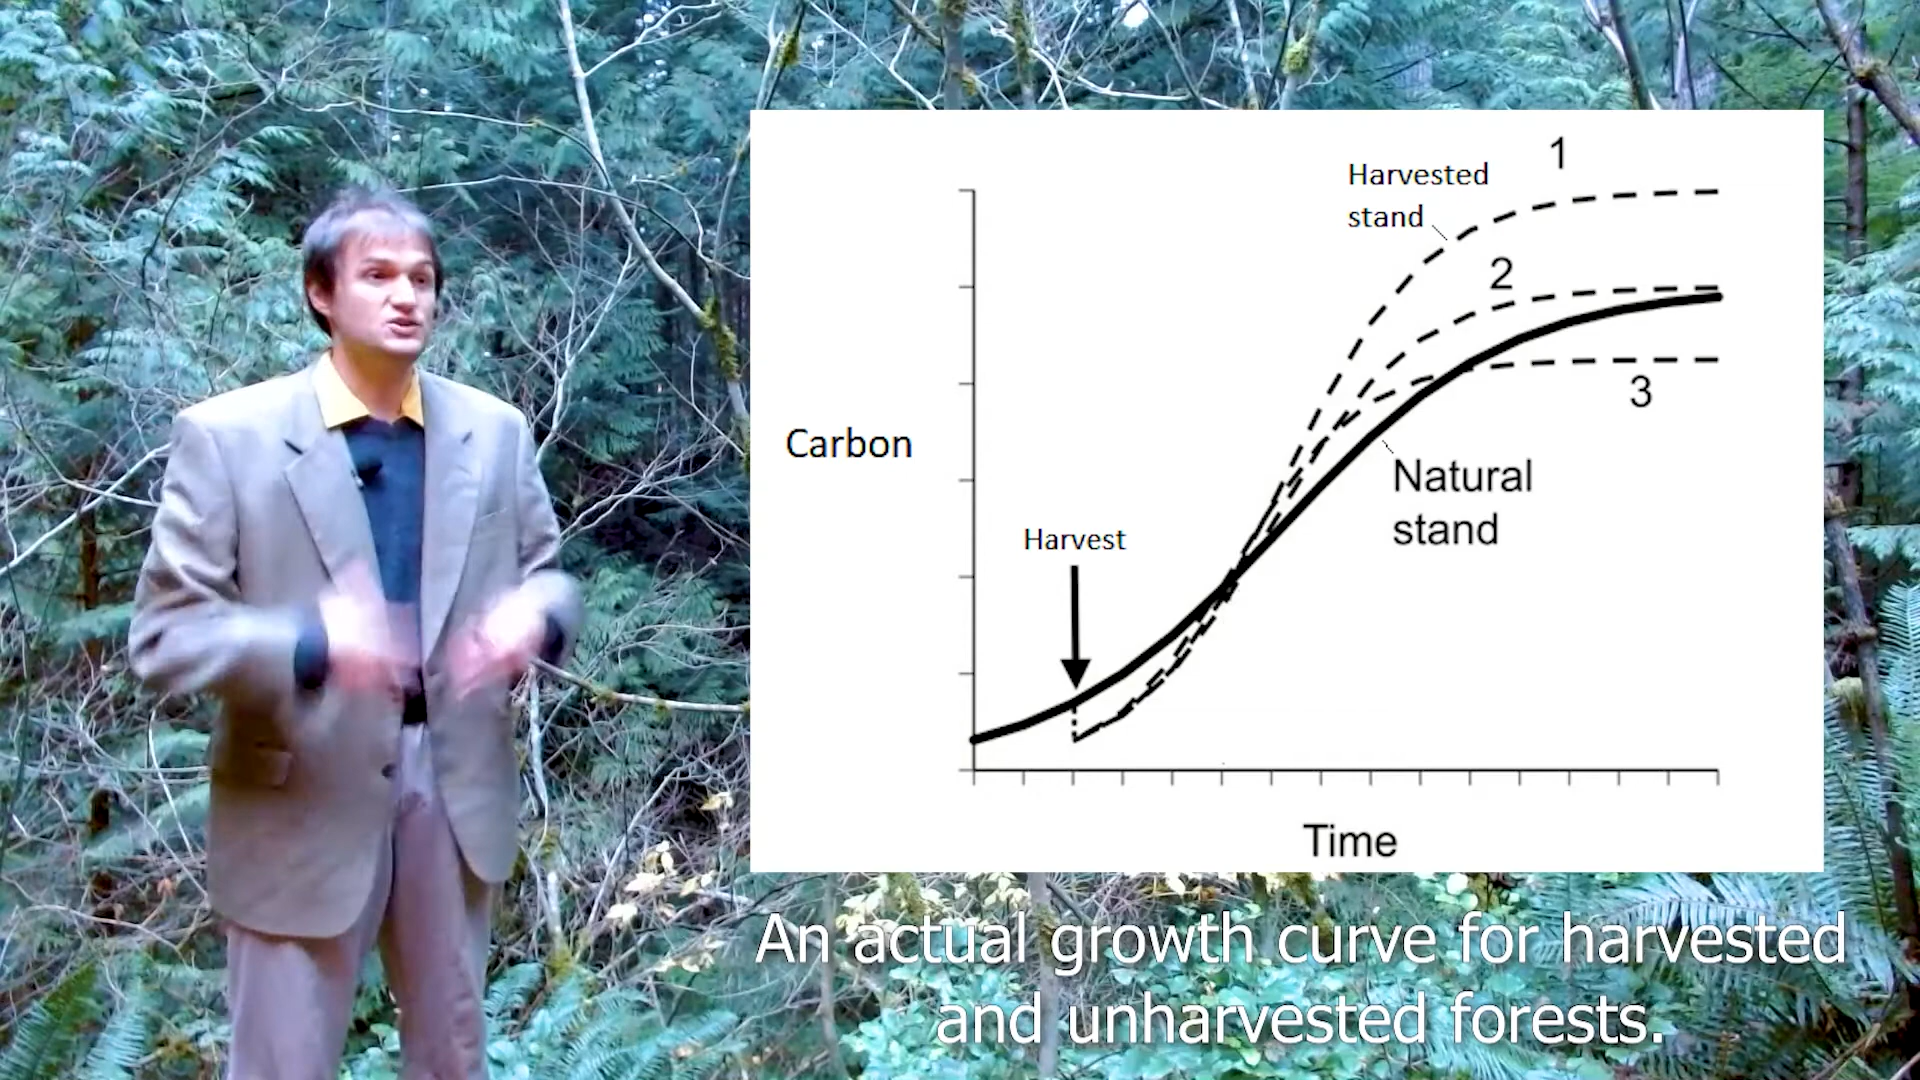 1
Harvested
stand
2
3
Carbon
Natural
stand
Harvest
Time
An actual growth curve for harvested
and unharvested forests.